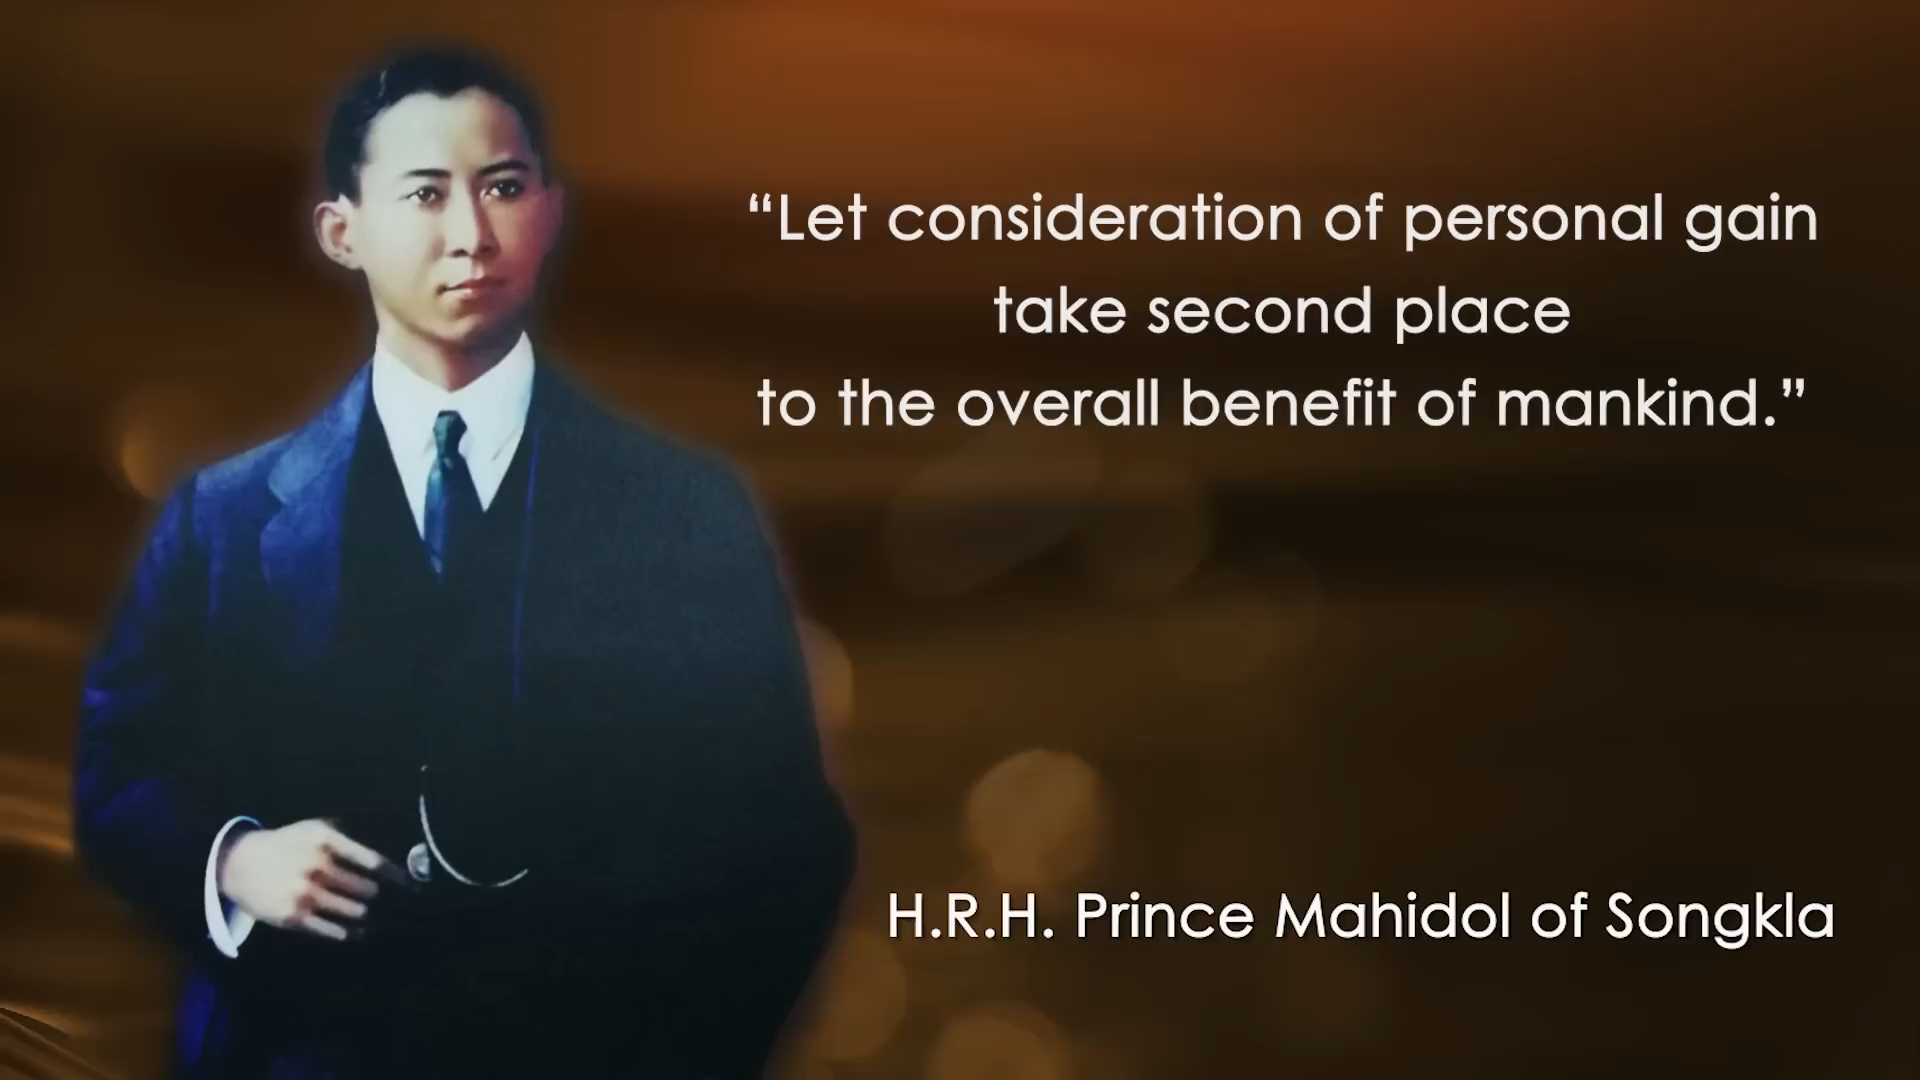 “Let consideration of personal gain
take second place
to the overall benefit of mankind.”
H.R.H. Prince Mahidol of Songkla